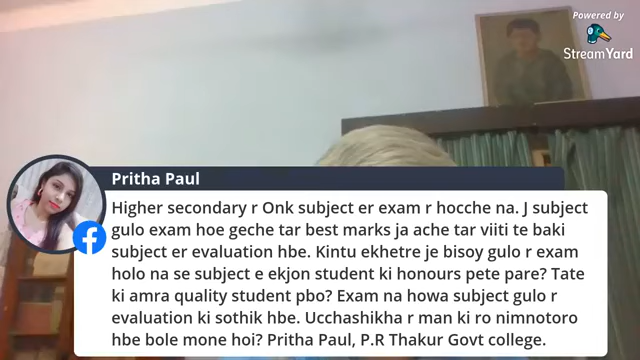 Powered by
StreamYard
Pritha Paul
Higher secondary r Onk subject er exam r hocche na. J subject
gulo exam hoe geche tar best marks ja ache tar viiti te baki
subject er evaluation hbe. Kintu ekhetre je bisoy gulo r exam
holo na se subject e ekjon student ki honours pete pare? Tate
ki amra quality student pbo? Exam na howa subject gulo r
evaluation ki sothik hbe. Ucchashikha r man ki ro nimnotoro
hbe bole mone hoi? Pritha Paul, P.R Thakur Govt college.